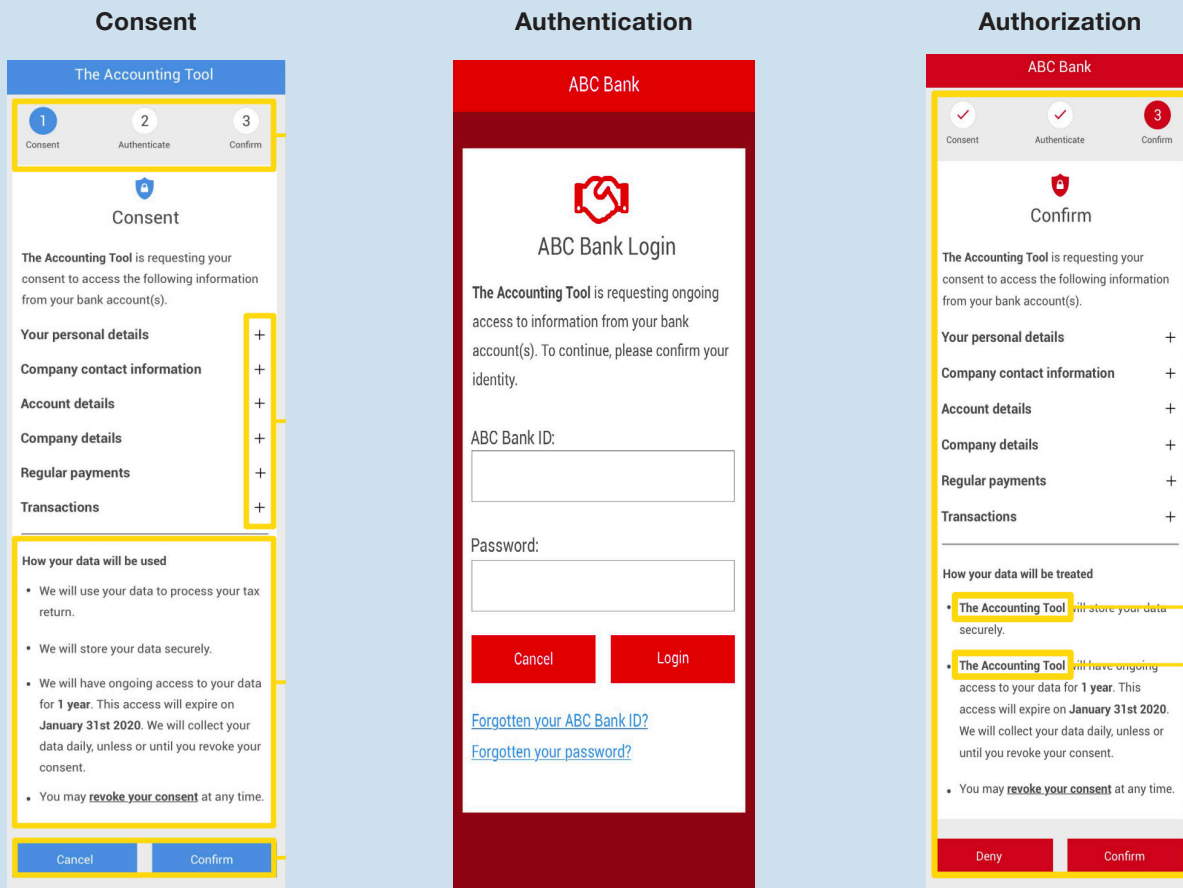 Consent
The Accounting Tool
1
2
3
Consent
Authenticate
Confirm
Consent
The Accounting Tool is requesting your
consent to access the following information
from your bank account(s).
Your personal details +
Company contact information +
Account details +
Company details +
Regular payments +
Transactions +
How your data will be used
• We will use your data to process your tax
return.
• We will store your data securely.
• We will have ongoing access to your data
for 1 year. This access will expire on
January 31st 2020. We will collect your
data daily, unless or until you revoke your
consent.
• You may revoke your consent at any time.
Cancel
Confirm
Authentication
ABC Bank
ABC Bank Login
The Accounting Tool is requesting ongoing
access to information from your bank
account(s). To continue, please confirm your
identity.
ABC Bank ID:
Password:
Cancel
Login
Forgotten your ABC Bank ID?
Forgotten your password?
Authorization
ABC Bank
3
Consent
Authenticate
Confirm
Confirm
The Accounting Tool is requesting your
consent to access the following information
from your bank account(s).
Your personal details +
Company contact information +
Account details +
Company details +
Regular payments +
Transactions +
How your data will be treated
• The Accounting Tool will store your data
securely.
• The Accounting Tool will have ongoing
access to your data for 1 year. This
access will expire on January 31st 2020.
We will collect your data daily, unless or
until you revoke your consent.
• You may revoke your consent at any time.
Deny
Confirm